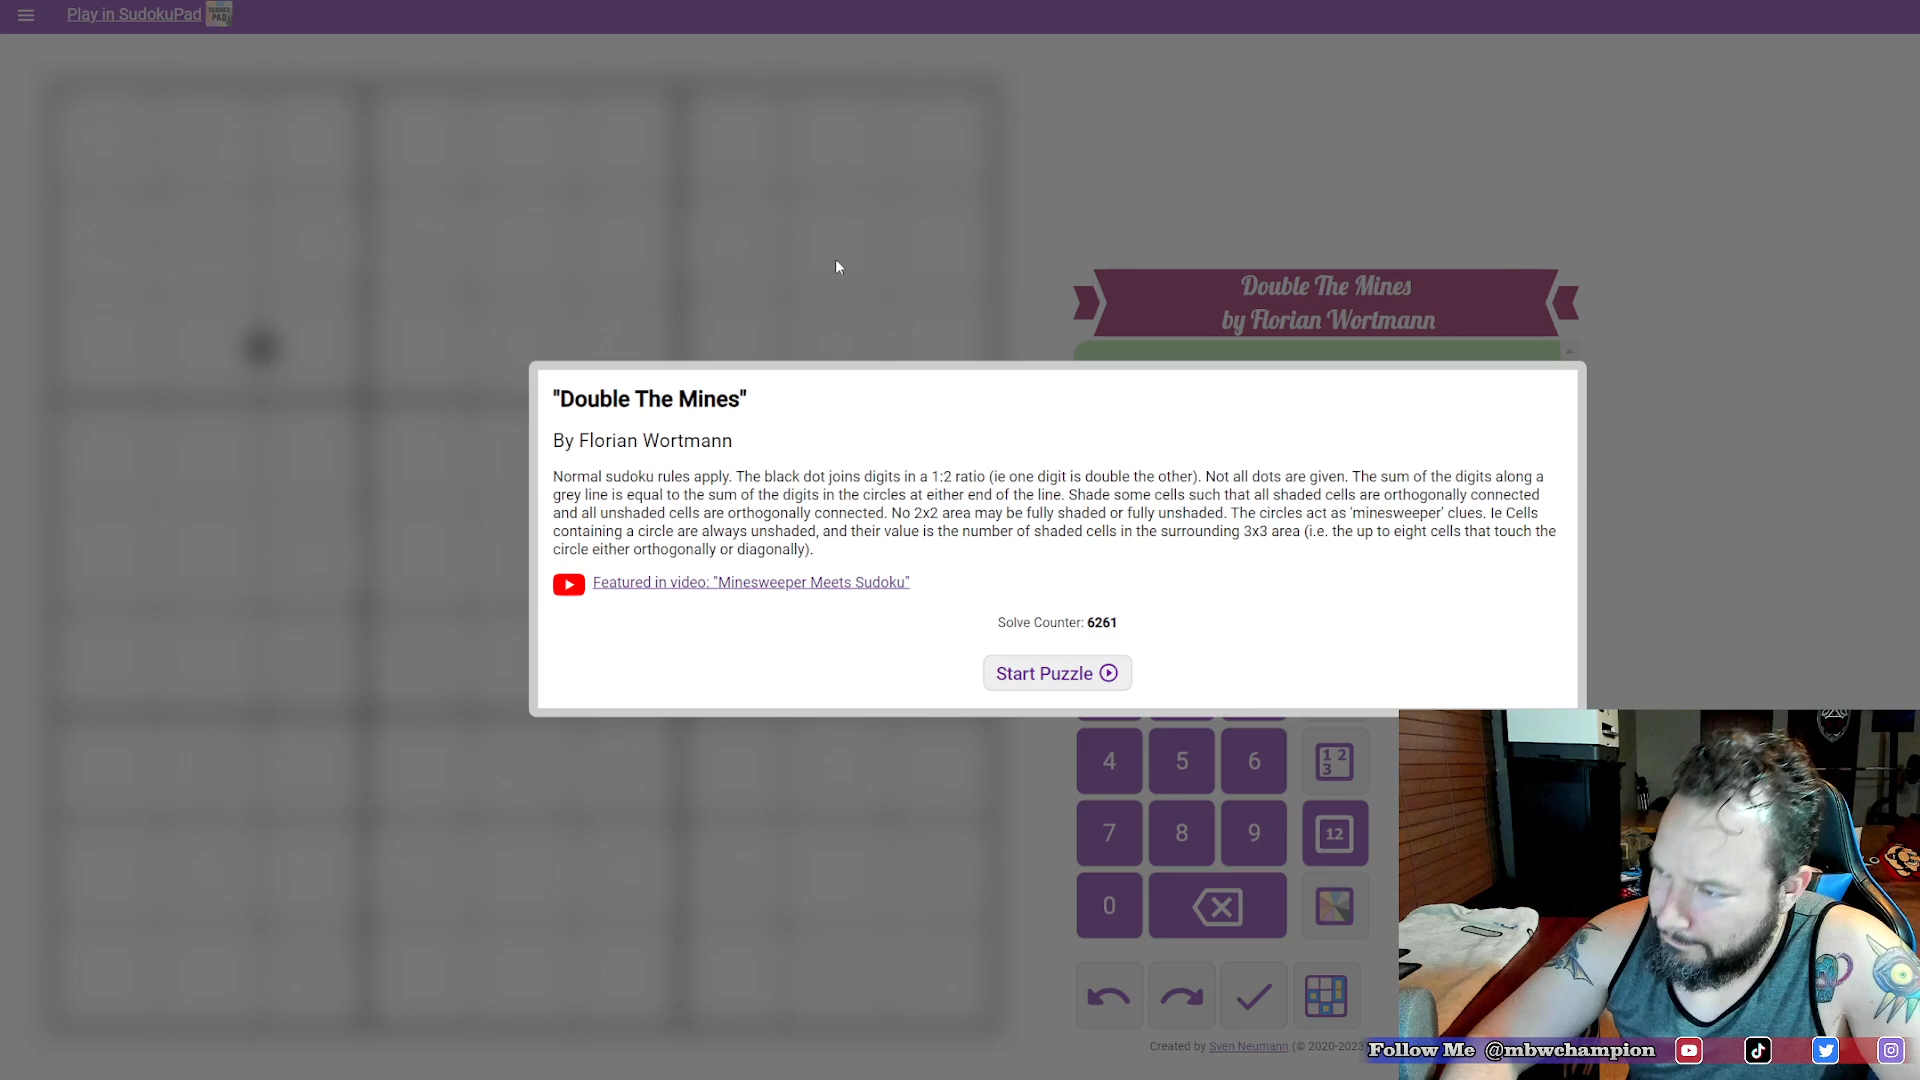 Play in SudokuPad
SUDOKU
PAD
Double The Mines
by Florian Wortmann
"Double The Mines"
By Florian Wortmann
Normal sudoku rules apply. The black dot joins digits in a 1:2 ratio (ie one digit is double the other). Not all dots are given. The sum of the digits along a
grey line is equal to the sum of the digits in the circles at either end of the line. Shade some cells such that all shaded cells are orthogonally connected
and all unshaded cells are orthogonally connected. No 2x2 area may be fully shaded or fully unshaded. The circles act as 'minesweeper' clues. Ie Cells
containing a circle are always unshaded, and their value is the number of shaded cells in the surrounding 3x3 area (i.e. the up to eight cells that touch the
circle either orthogonally or diagonally).
Featured in video: "Minesweeper Meets Sudoku"
Solve Counter: 6261
Start Puzzle
4 5 6 1 2 3
7 8 9 12
0
Created by Sven Neumann (© 2020-2023
Follow Me @mbwchampion